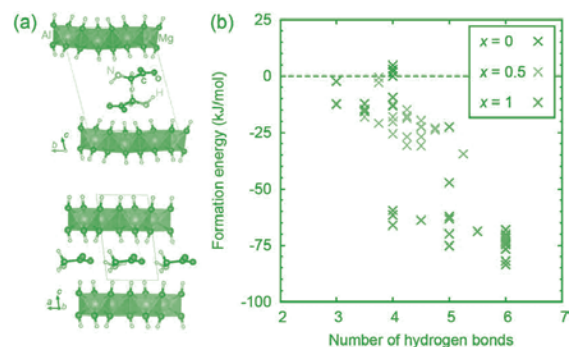 (a)
Al
Mg
N
C
H
c
b
c
a
b
(b)
Formation energy (kJ/mol)
25
0
-25
-50
-75
-100
x = 0
x = 0.5
x = 1
2 3 4 5 6 7
Number of hydrogen bonds